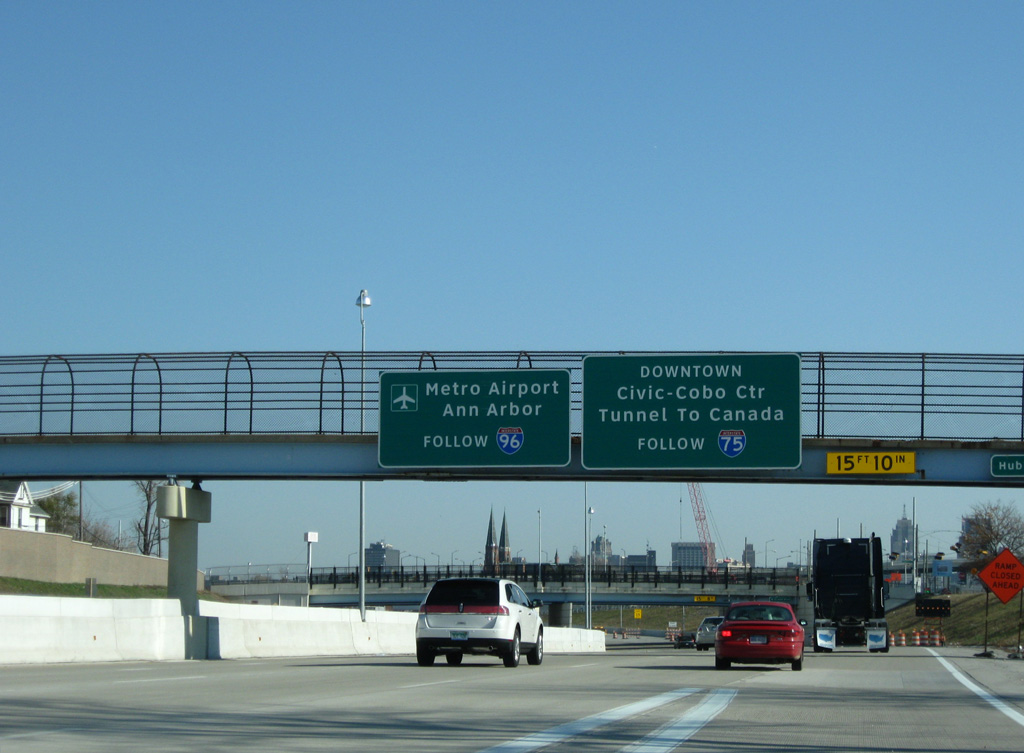 Metro Airport
Ann Arbor
FOLLOW 96
DOWNTOWN
Civic-Cobo Ctr
Tunnel To Canada
FOLLOW 75
15 FT 10 IN
Hub
RAMP
CLOSED
AHEAD